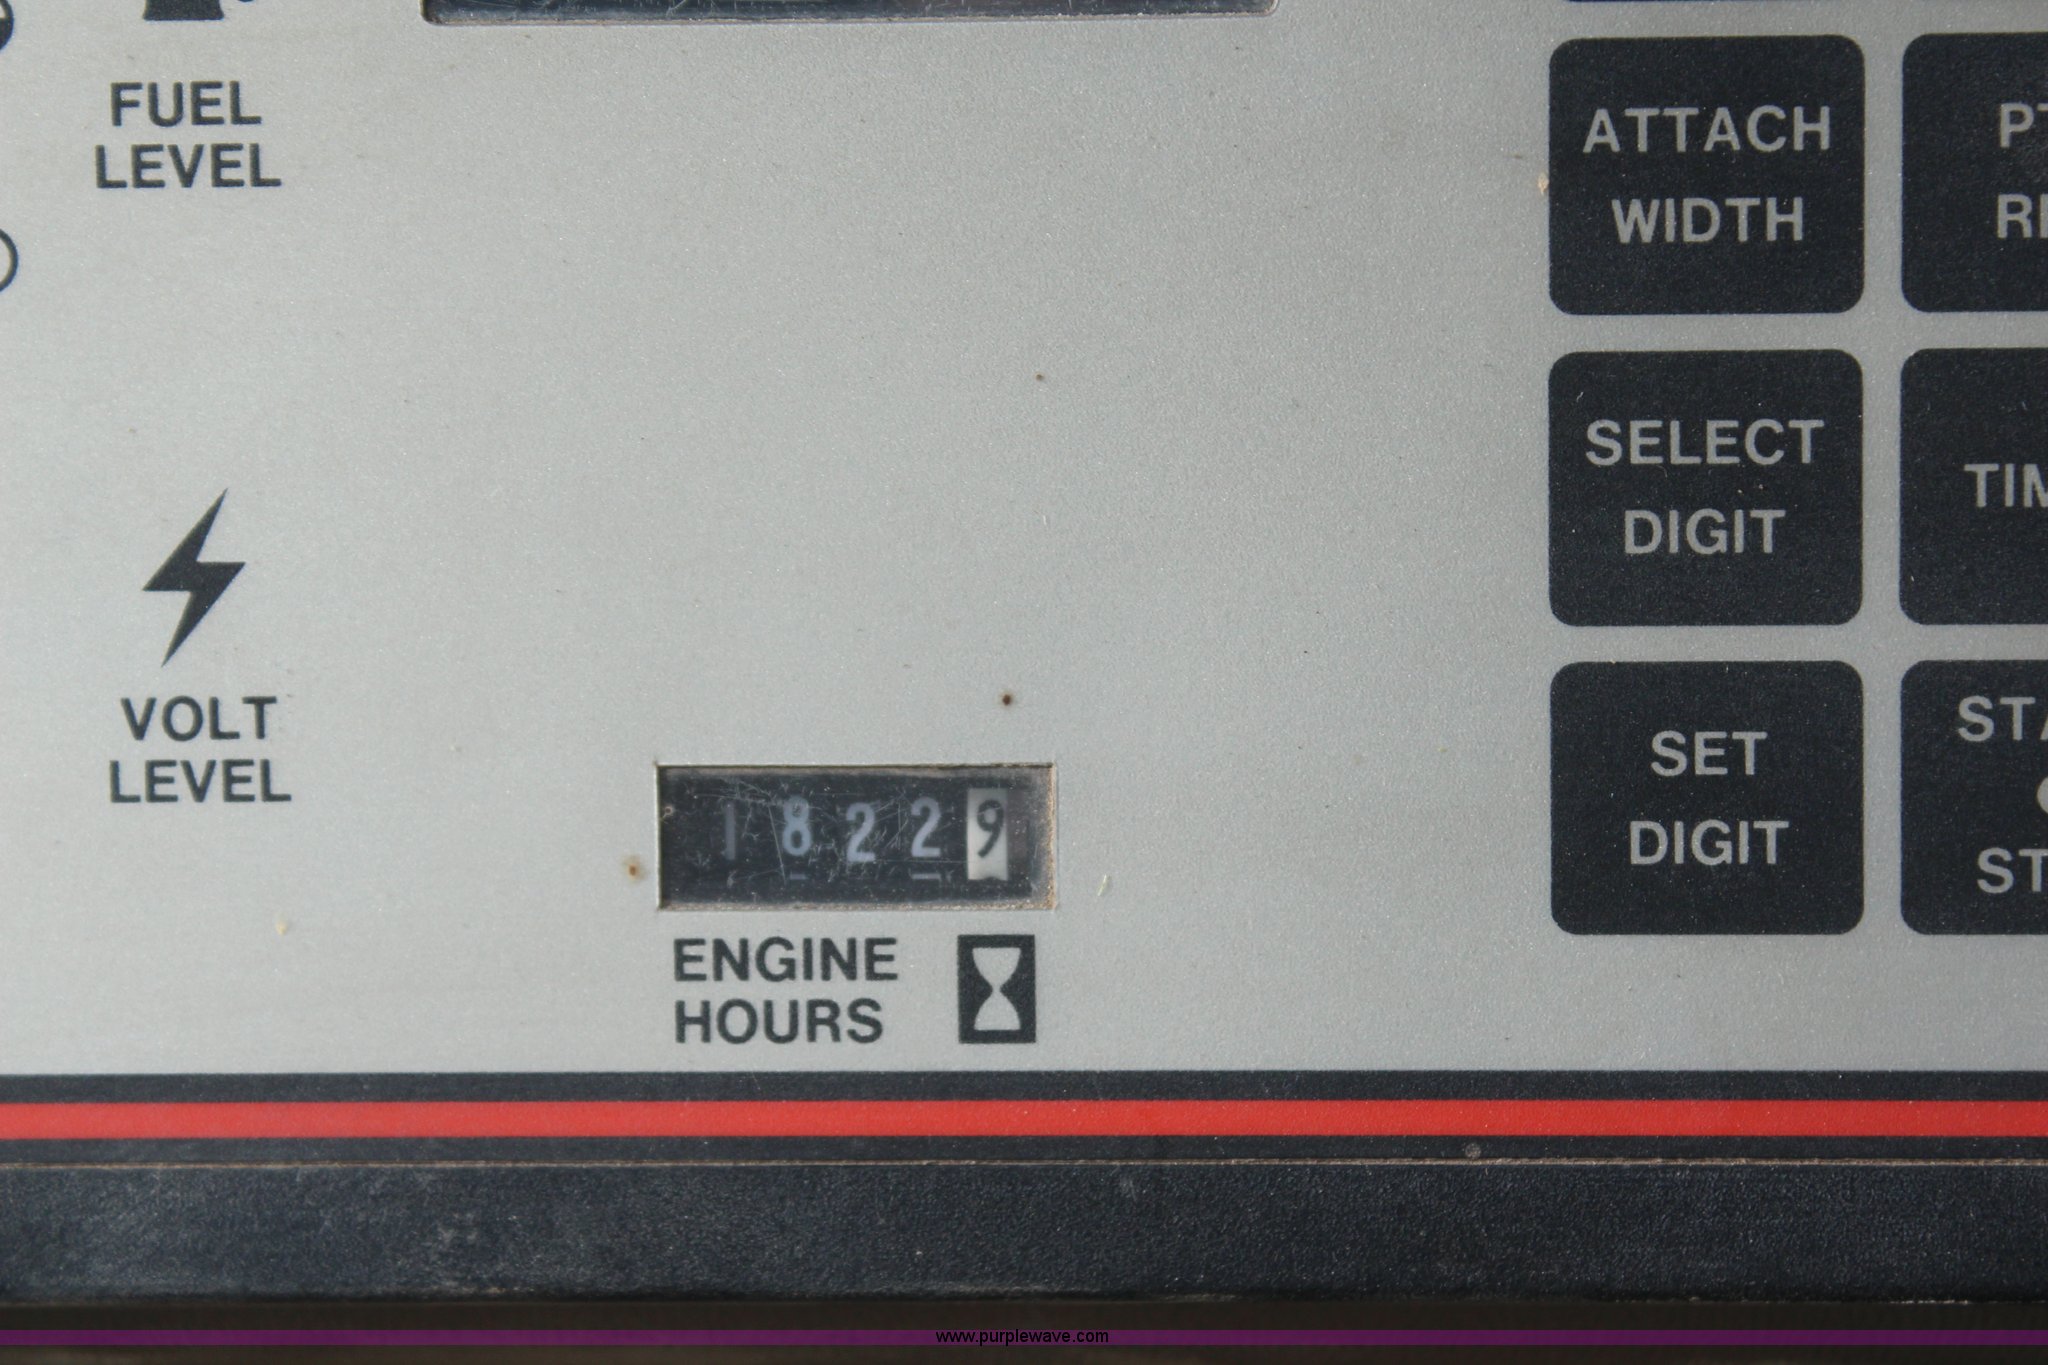 FUEL
LEVEL
VOLT
LEVEL
18229
ENGINE
HOURS
ATTACH
WIDTH
SELECT
DIGIT
SET
DIGIT
www.purplewave.com